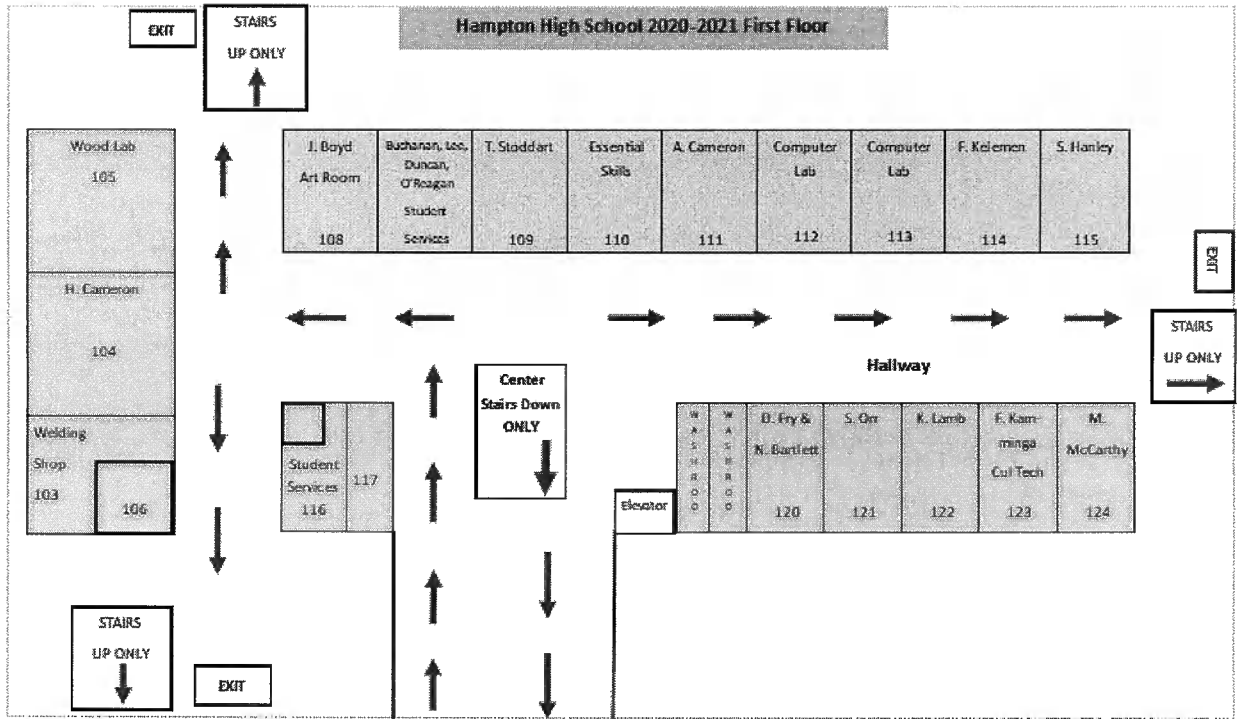 Hampton High School 2020-2021 First Floor
EXIT
STAIRS
UP ONLY
Wood Lab
105
H. Cameron
104
Welding
Shop
103
106
J. Boyd
Art Room
108
Buchanan, Lee,
Duncan,
O'Reagan
Student
Services
T. Stoddart
109
Essential
Skills
110
A. Cameron
111
Computer
Lab
112
Computer
Lab
113
F. Kelemen
114
S. Hanley
115
EXIT
STAIRS
UP ONLY
Hallway
Center
Stairs Down
ONLY
Student
Services
116
117
Elevator
WASHROO
WASHROO
D. Fry &
N. Bartlett
120
S. Orr
121
K. Lamb
122
F. Kam-
minga
Cul Tech
123
M.
McCarthy
124
STAIRS
UP ONLY
EXIT